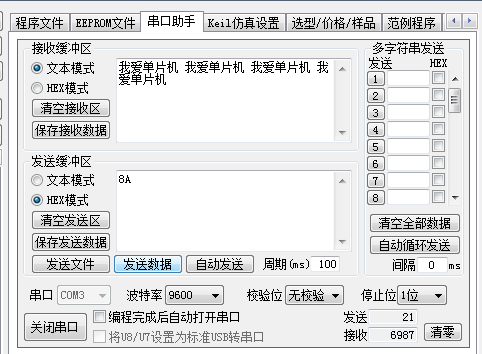 程序文件 EEPROM文件 串口助手 Keil仿真设置 选型/价格/样品 范例程序
接收缓冲区
文本模式
HEX模式
清空接收区
保存接收数据
我爱单片机 我爱单片机 我爱单片机 我
爱单片机
发送缓冲区
文本模式
HEX模式
清空发送区
保存发送数据
8A
发送文件 发送数据 自动发送 周期(ms) 100
多字符串发送
发送 HEX
1
2
3
4
5
6
7
8
清空全部数据
自动循环发送
间隔 0 ms
串口 COM3 波特率 9600 校验位 无校验 停止位 1位
关闭串口
编程完成后自动打开串口
将U8/U7设置为标准USB转串口
发送 21
接收 6987
清零